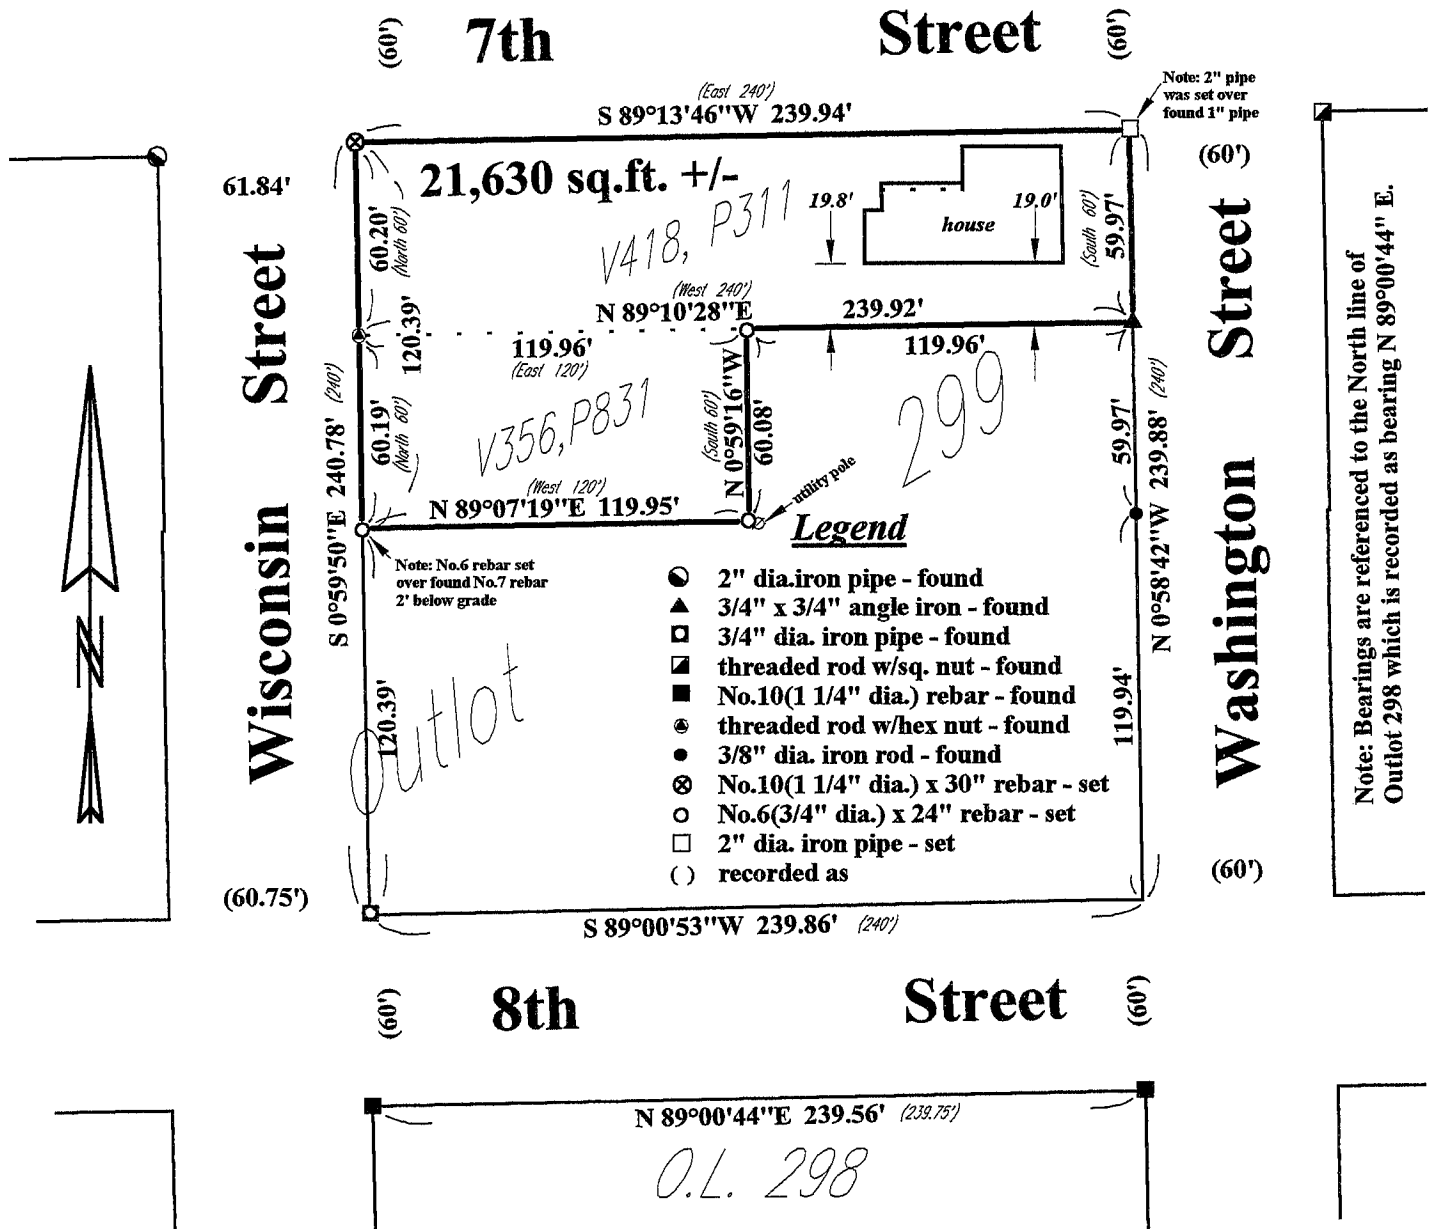 7th Street
(60')
(60')
Note: 2" pipe
was set over
found 1" pipe
(East 240')
S 89°13'46"W 239.94'
61.84'
(60')
21,630 sq.ft. +/-
V418, P311
19.8'
19.0'
house
60.20'
(North 60')
(South 60')
59.97'
(West 240')
N 89°10'28"E 239.92'
120.39'
119.96'
(East 120')
119.96'
V356,P831
299
60.19'
(North 60')
(South 60')
N 0°59'16"W
60.08'
utility pole
(West 120')
N 89°07'19"E 119.95'
S 0°59'50"E 240.78' (240')
59.97'
N 0°58'42"W 239.88' (240')
Wisconsin Street
Washington Street
N
Note: No.6 rebar set
over found No.7 rebar
2' below grade
Legend
2" dia.iron pipe - found
3/4" x 3/4" angle iron - found
3/4" dia. iron pipe - found
threaded rod w/sq. nut - found
No.10(1 1/4" dia.) rebar - found
threaded rod w/hex nut - found
3/8" dia. iron rod - found
No.10(1 1/4" dia.) x 30" rebar - set
No.6(3/4" dia.) x 24" rebar - set
2" dia. iron pipe - set
( ) recorded as
Outlot
120.39'
119.94'
Note: Bearings are referenced to the North line of
Outlot 298 which is recorded as bearing N 89°00'44" E.
(60.75')
(60')
S 89°00'53"W 239.86' (240')
(60')
8th Street
(60')
N 89°00'44"E 239.56' (239.75')
O.L. 298